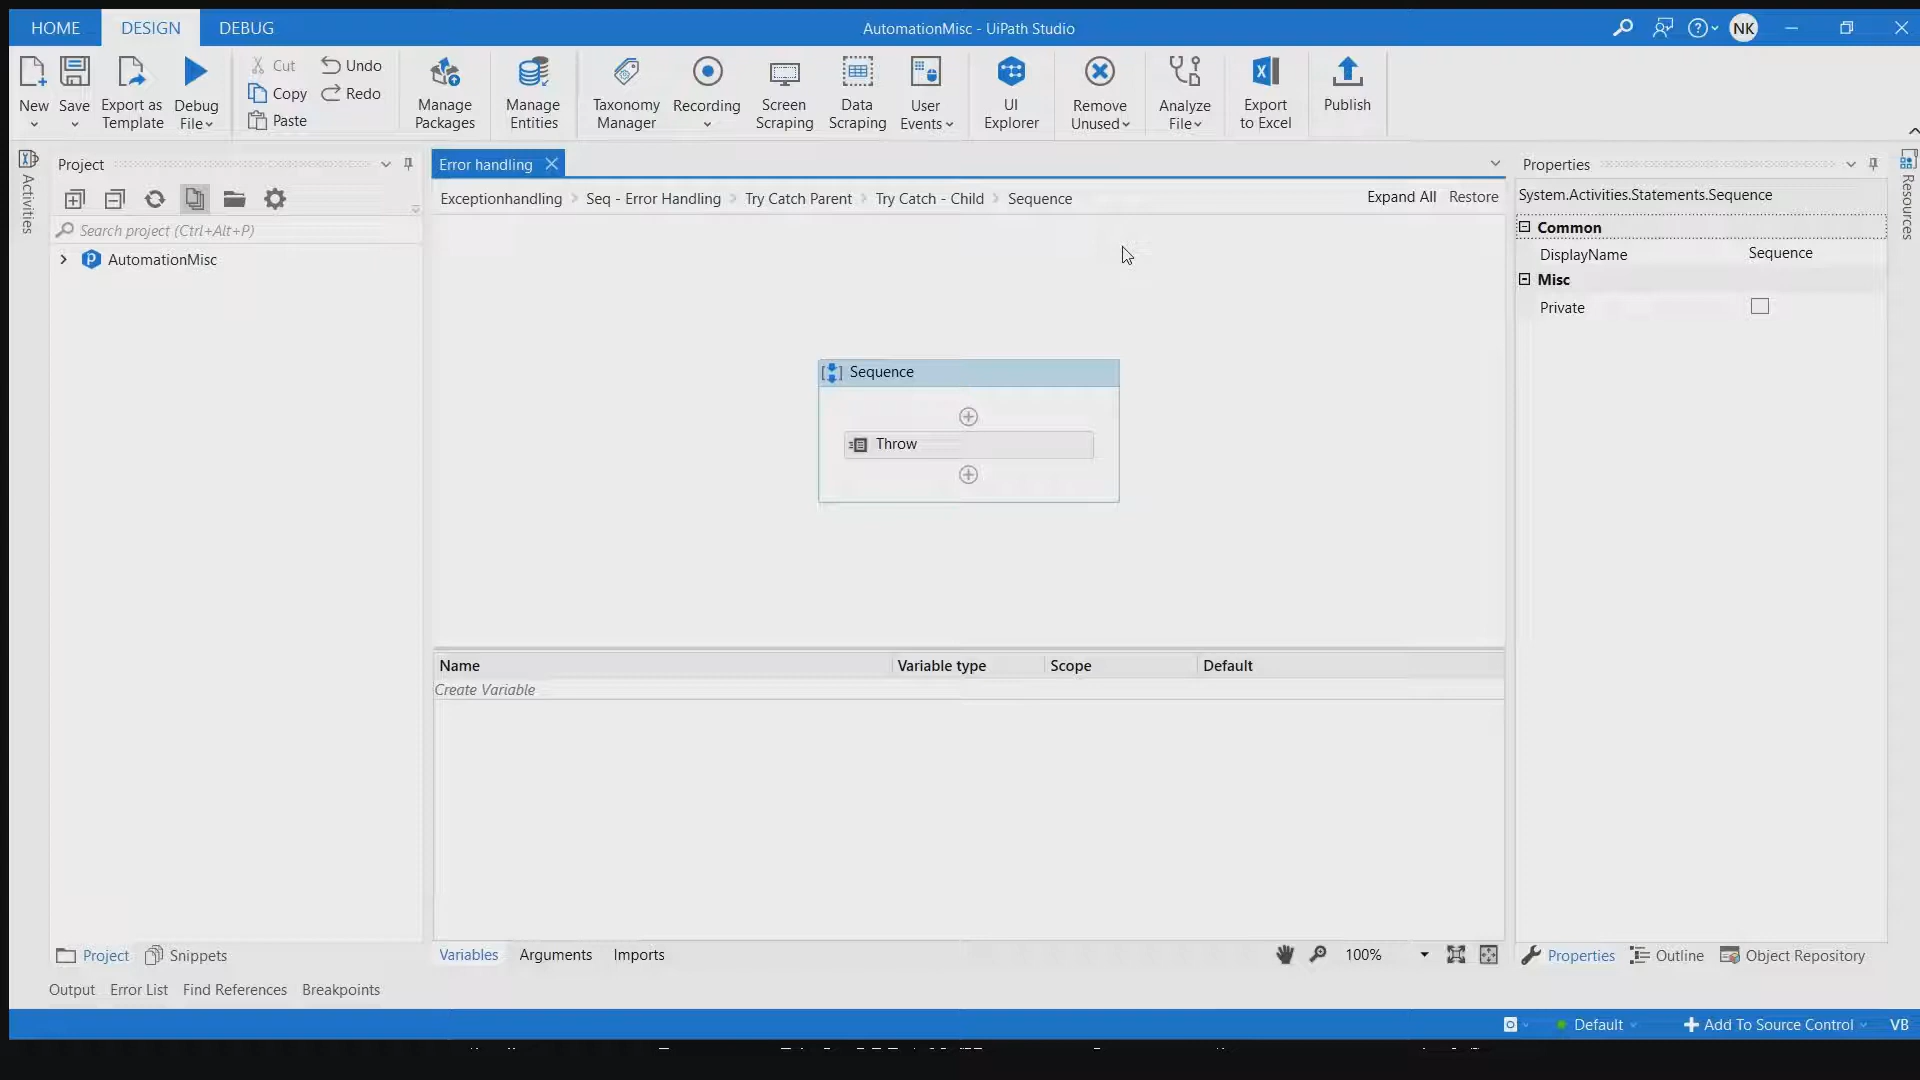 HOME DESIGN DEBUG AutomationMisc - UiPath Studio NK
New Save Export as Template Debug File Cut Copy Paste Undo Redo Manage Packages Manage Entities Taxonomy Manager Recording Screen Scraping Data Scraping User Events UI Explorer Remove Unused Analyze File Export to Excel Publish
Activities
Project
Search project (Ctrl+Alt+P)
AutomationMisc
Error handling
Exceptionhandling > Seq - Error Handling > Try Catch Parent > Try Catch - Child > Sequence Expand All Restore
Sequence
Throw
Name Variable type Scope Default
Create Variable
Variables Arguments Imports 100%
Properties
System.Activities.Statements.Sequence
Common
DisplayName Sequence
Misc
Private
Resources
Project Snippets
Properties Outline Object Repository
Output Error List Find References Breakpoints
Default Add To Source Control VB